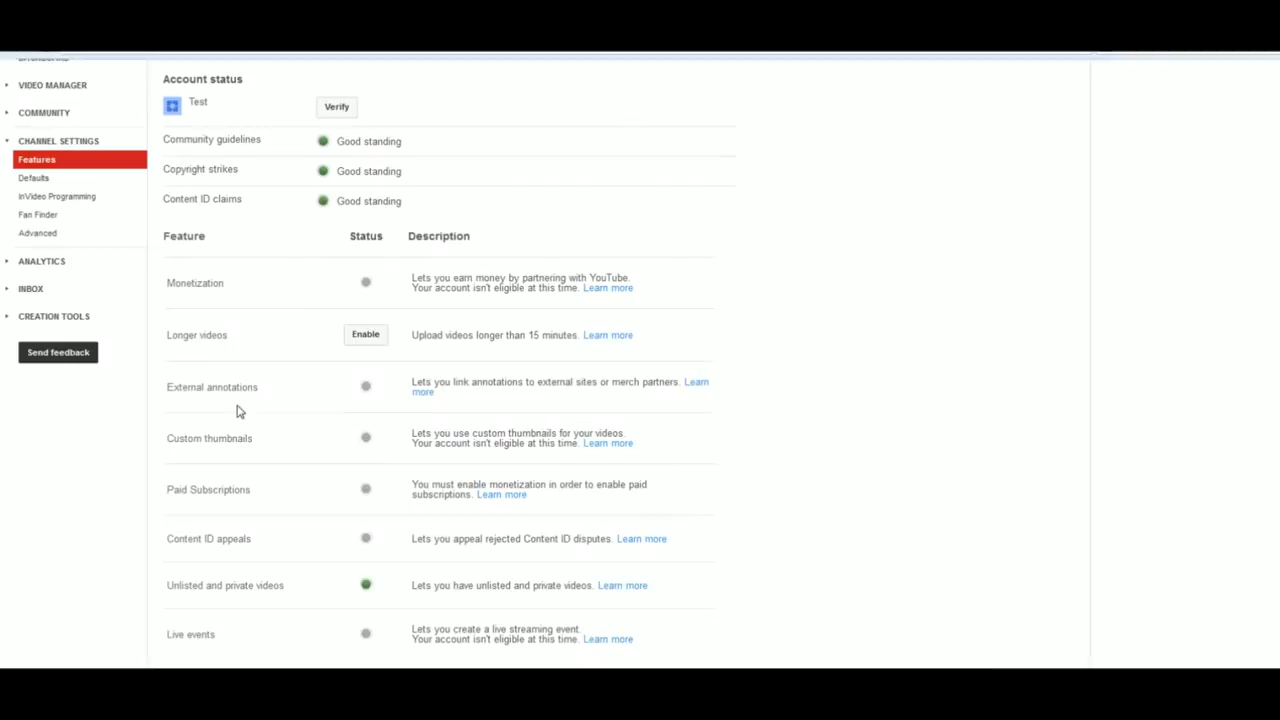 VIDEO MANAGER
COMMUNITY
CHANNEL SETTINGS
Features
Defaults
InVideo Programming
Fan Finder
Advanced
ANALYTICS
INBOX
CREATION TOOLS
Send feedback
Account status
Test
Verify
Community guidelines
Good standing
Copyright strikes
Good standing
Content ID claims
Good standing
Feature Status Description
Monetization
Lets you earn money by partnering with YouTube.
Your account isn't eligible at this time. Learn more
Longer videos
Enable
Upload videos longer than 15 minutes. Learn more
External annotations
Lets you link annotations to external sites or merch partners. Learn
more
Custom thumbnails
Lets you use custom thumbnails for your videos.
Your account isn't eligible at this time. Learn more
Paid Subscriptions
You must enable monetization in order to enable paid
subscriptions. Learn more
Content ID appeals
Lets you appeal rejected Content ID disputes. Learn more
Unlisted and private videos
Lets you have unlisted and private videos. Learn more
Live events
Lets you create a live streaming event.
Your account isn't eligible at this time. Learn more